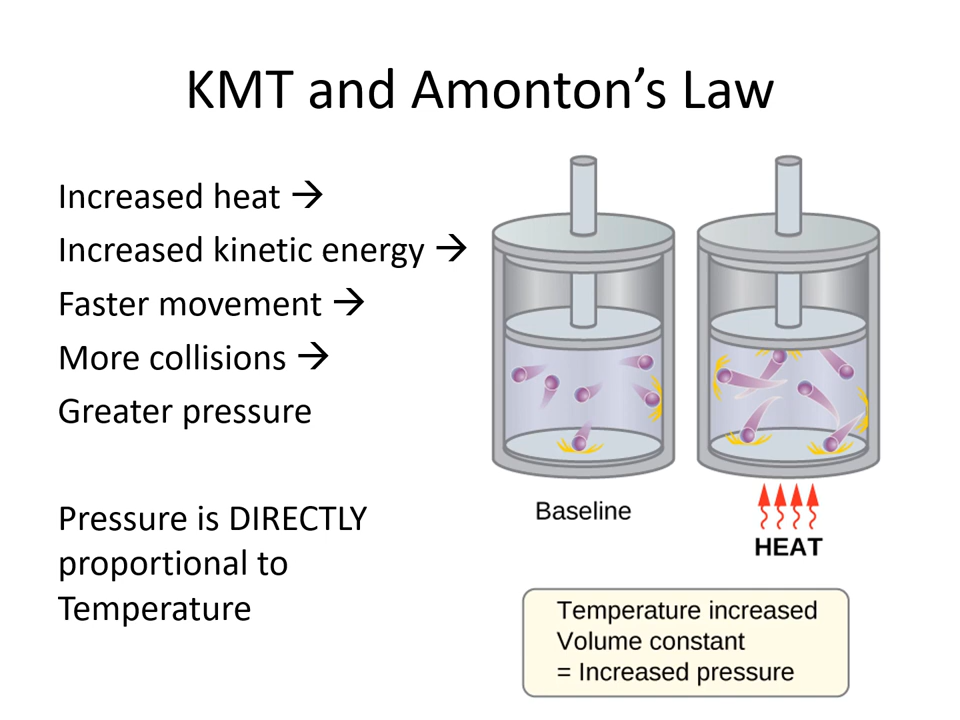 KMT and Amonton’s Law
Increased heat →
Increased kinetic energy →
Faster movement →
More collisions →
Greater pressure
Pressure is DIRECTLY
proportional to
Temperature
Baseline
HEAT
Temperature increased
Volume constant
= Increased pressure